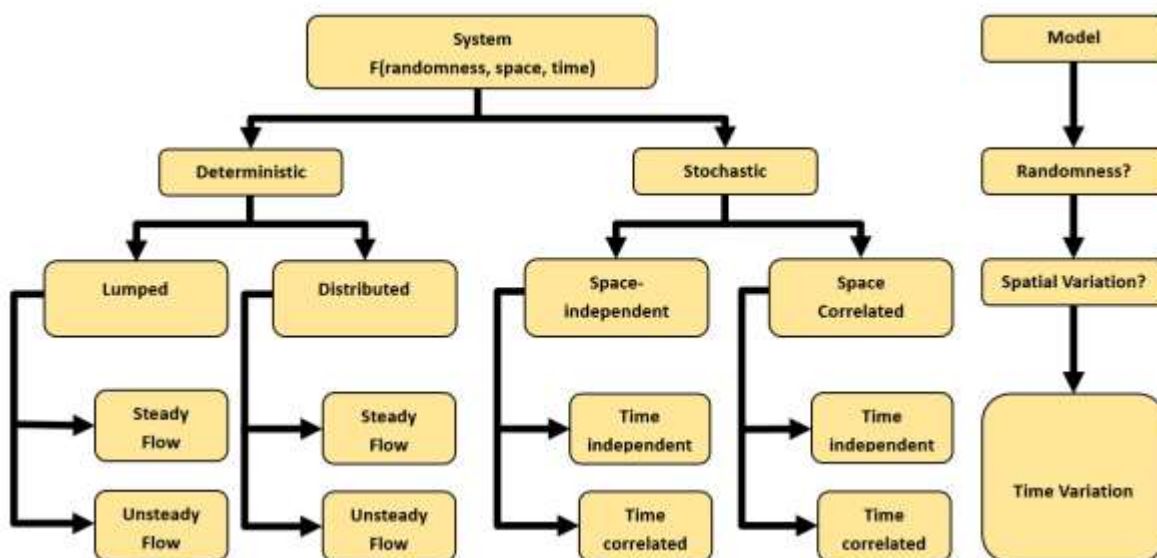 System
F(randomness, space, time)
Model
Deterministic
Stochastic
Randomness?
Lumped
Distributed
Space-
independent
Space
Correlated
Spatial Variation?
Steady
Flow
Steady
Flow
Time
independent
Time
independent
Time Variation
Unsteady
Flow
Unsteady
Flow
Time
correlated
Time
correlated